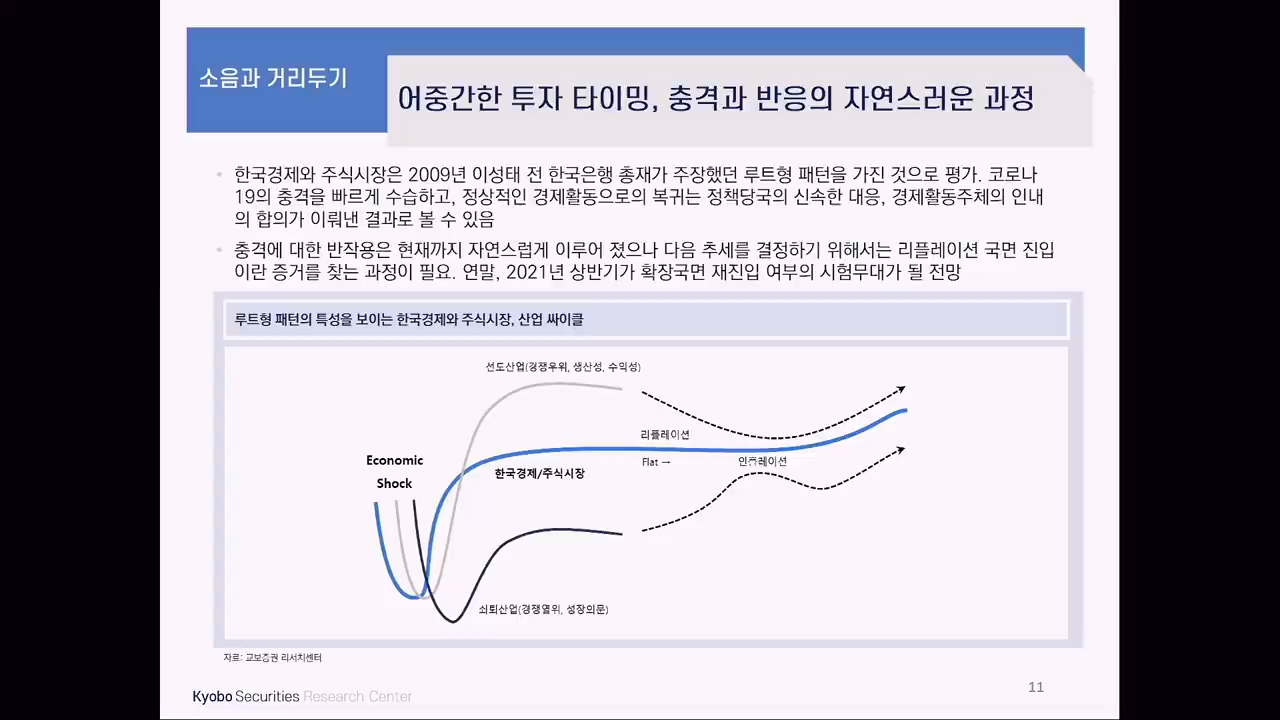 소음과 거리두기
어중간한 투자 타이밍, 충격과 반응의 자연스러운 과정
• 한국경제와 주식시장은 2009년 이성태 전 한국은행 총재가 주장했던 루트형 패턴을 가진 것으로 평가. 코로나
19의 충격을 빠르게 수습하고, 정상적인 경제활동으로의 복귀는 정책당국의 신속한 대응, 경제활동주체의 인내
의 합의가 이뤄낸 결과로 볼 수 있음
• 충격에 대한 반작용은 현재까지 자연스럽게 이루어 졌으나 다음 추세를 결정하기 위해서는 리플레이션 국면 진입
이란 증거를 찾는 과정이 필요. 연말, 2021년 상반기가 확장국면 재진입 여부의 시험무대가 될 전망
루트형 패턴의 특성을 보이는 한국경제와 주식시장, 산업 싸이클
선도산업(경쟁우위, 생산성, 수익성)
리플레이션
Economic
Shock
한국경제/주식시장
Flat →
인플레이션
쇠퇴산업(경쟁열위, 성장의문)
자료: 교보증권 리서치센터
Kyobo Securities Research Center
11